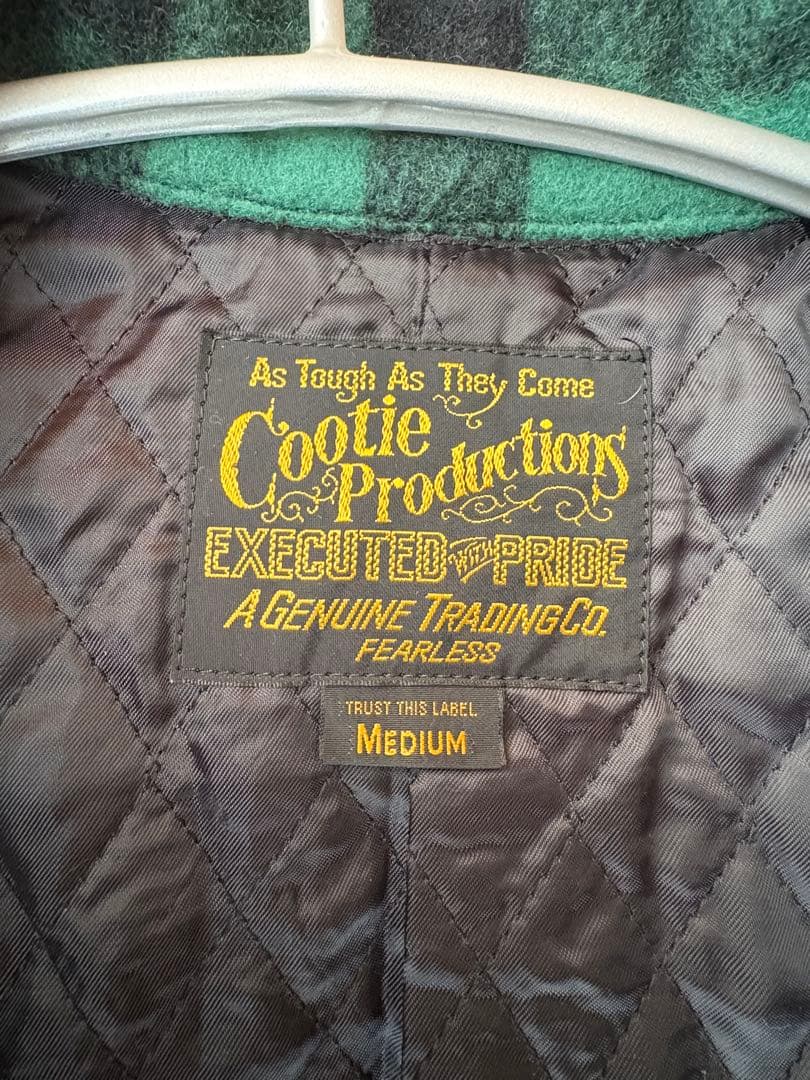 As Tough As They Come
Cootie
Productions
EXECUTED WITH PRIDE
A GENUINE TRADING CO.
FEARLESS
TRUST THIS LABEL
MEDIUM